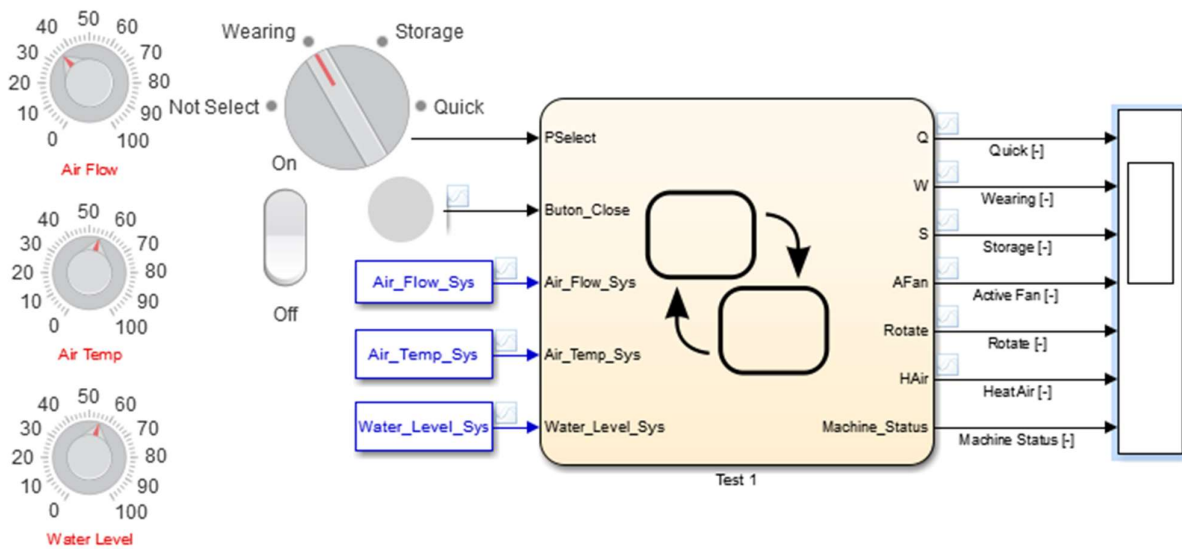 0 10 20 30 40 50 60 70 80 90 100
Air Flow
0 10 20 30 40 50 60 70 80 90 100
Air Temp
0 10 20 30 40 50 60 70 80 90 100
Water Level
Not Select
Wearing
Storage
Quick
On
Off
Air_Flow_Sys
Air_Temp_Sys
Water_Level_Sys
PSelect
Buton_Close
Air_Flow_Sys
Air_Temp_Sys
Water_Level_Sys
Q
W
S
AFan
Rotate
HAir
Machine_Status
Test 1
Quick [-]
Wearing [-]
Storage [-]
Active Fan [-]
Rotate [-]
HeatAir [-]
Machine Status [-]